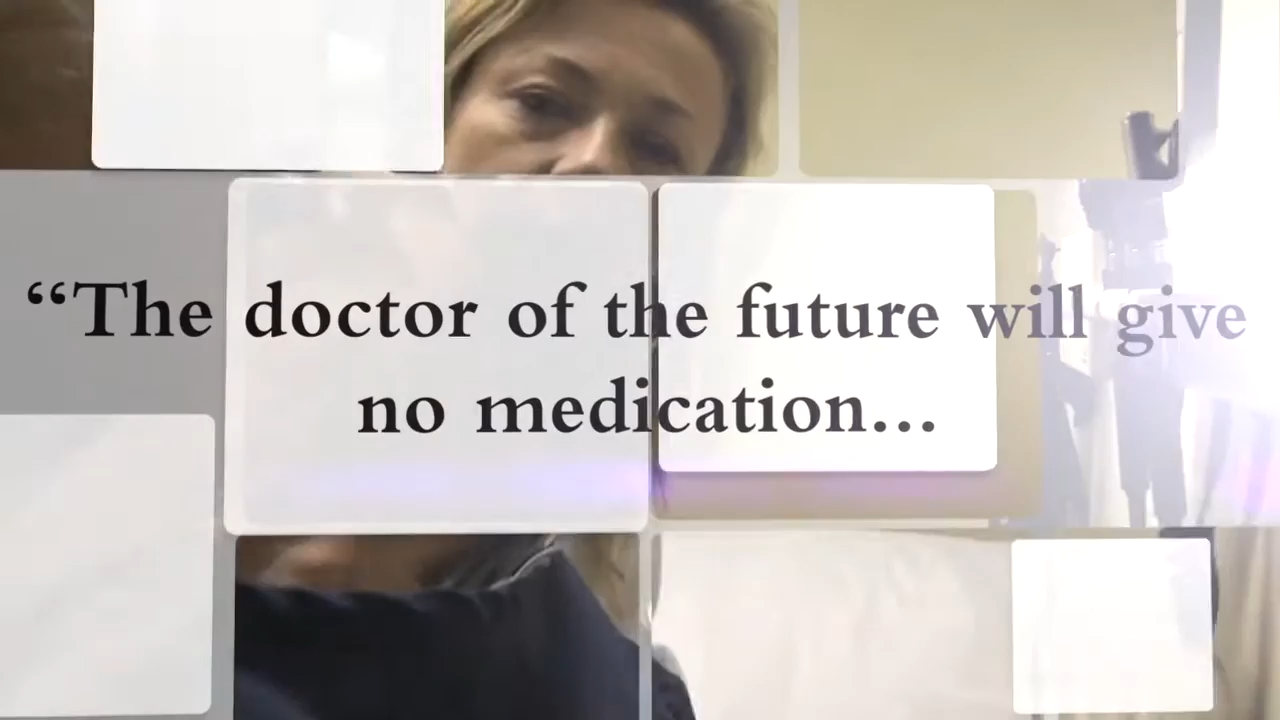 “The doctor of the future will give
no medication...